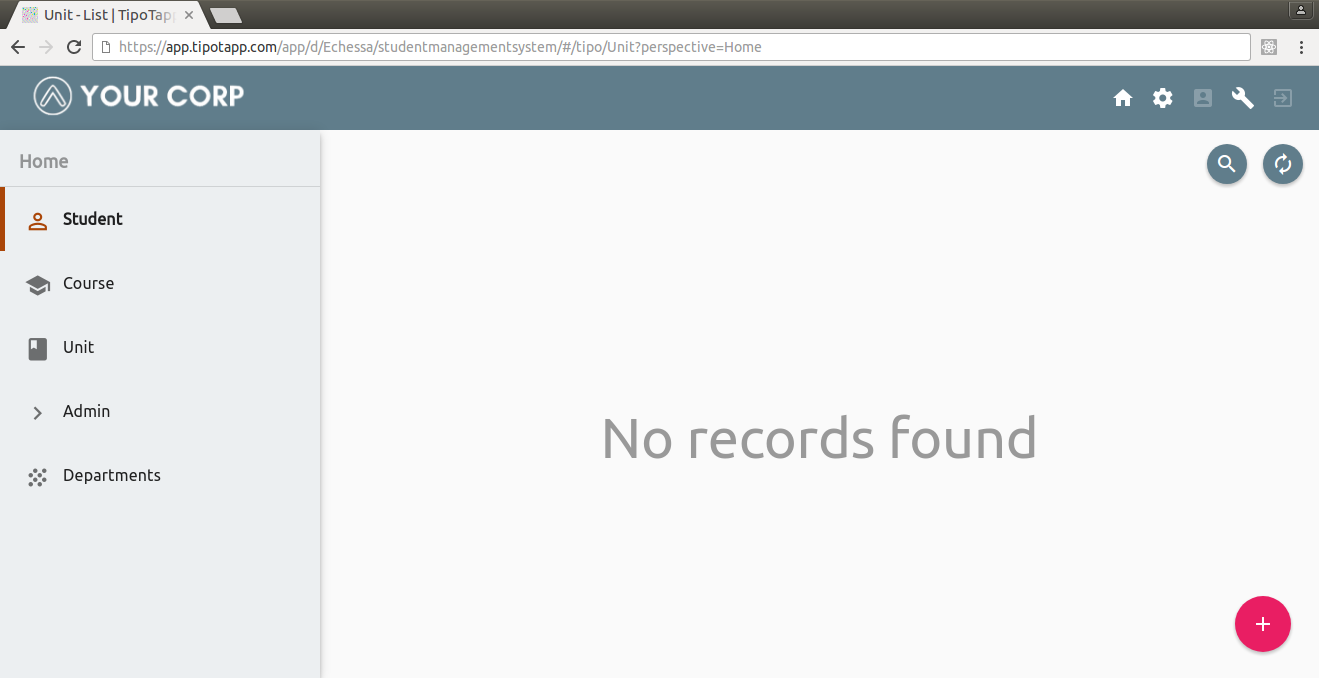 Unit - List | TipoTapp
https://app.tipotapp.com/app/d/Echessa/studentmanagementsystem/#/tipo/Unit?perspective=Home
YOUR CORP
Home
Student
Course
Unit
Admin
Departments
No records found